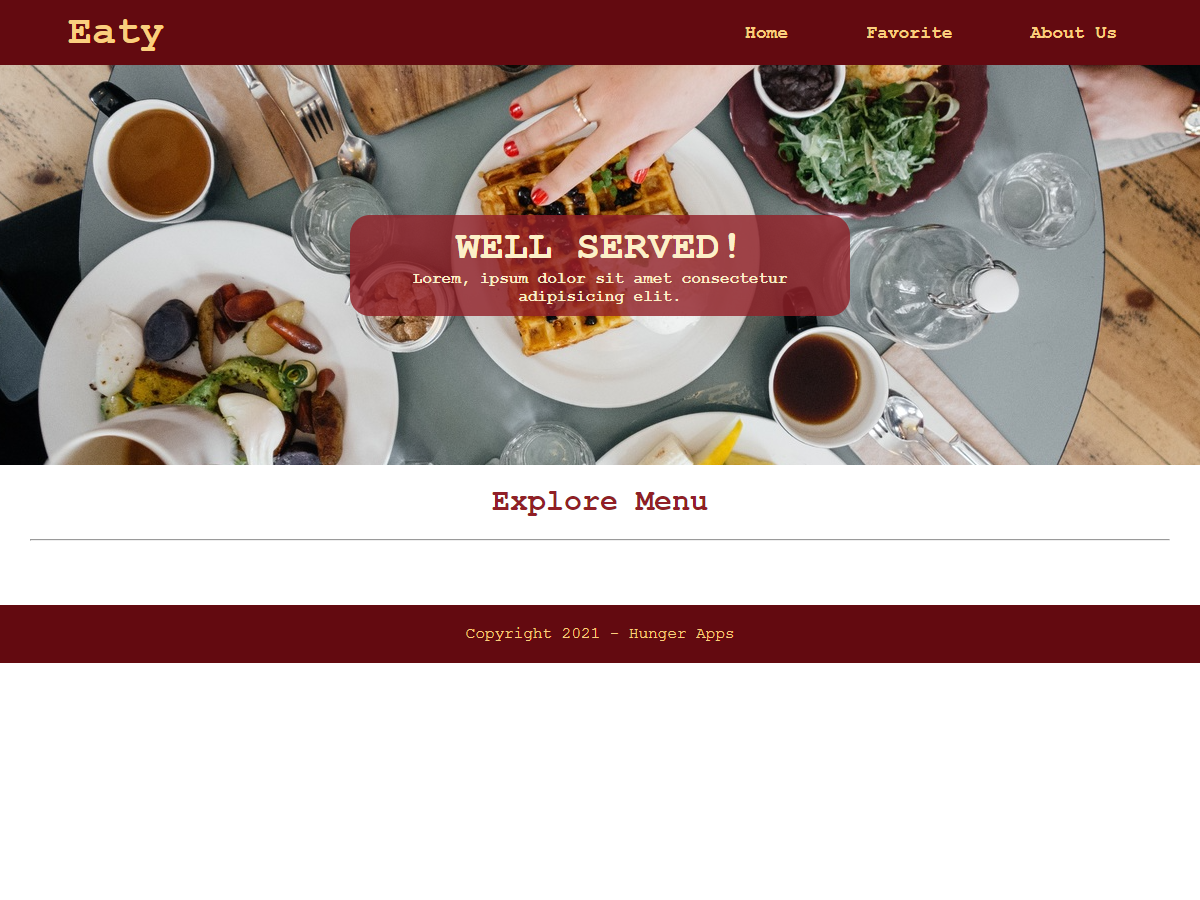 Eaty
Home Favorite About Us
WELL SERVED!
Lorem, ipsum dolor sit amet consectetur
adipisicing elit.
Explore Menu
Copyright 2021 - Hunger Apps